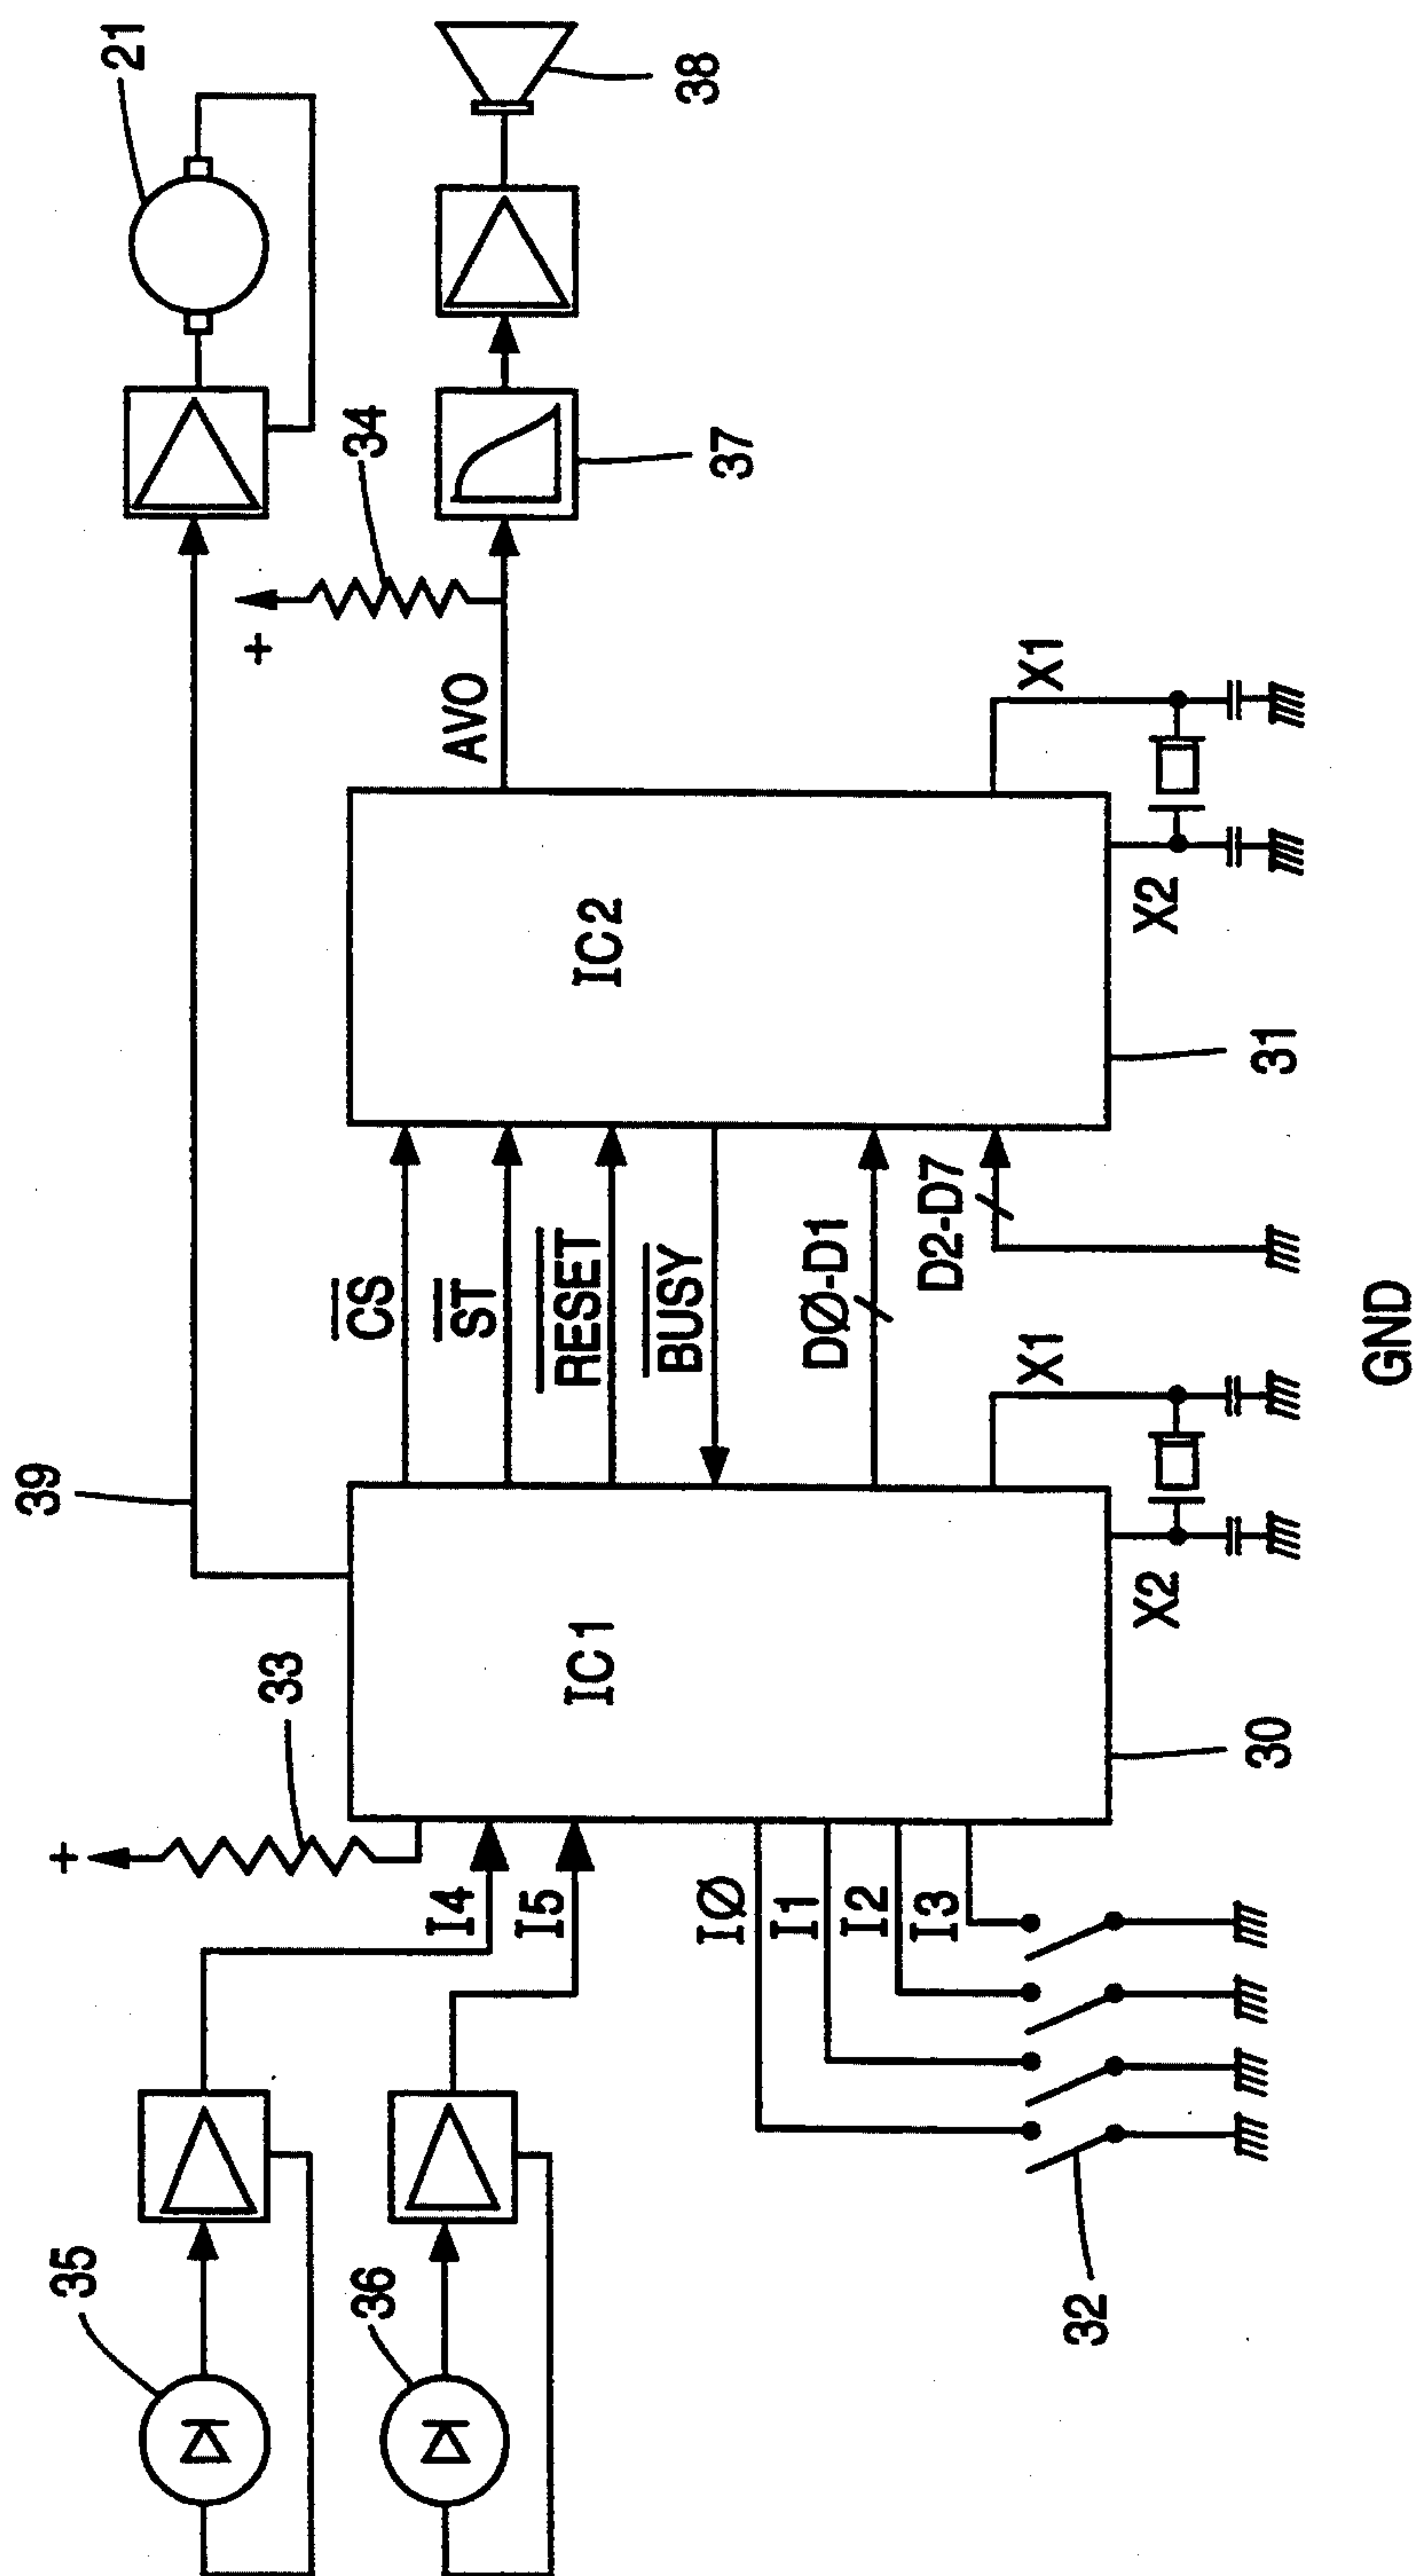 35
36
33
39
34
21
+
+
I4
I5
IØ
I1
I2
I3
32
IC1
30
X2
X1
CS
ST
RESET
BUSY
DØ-D1
D2-D7
IC2
31
X2
X1
AVO
37
38
GND